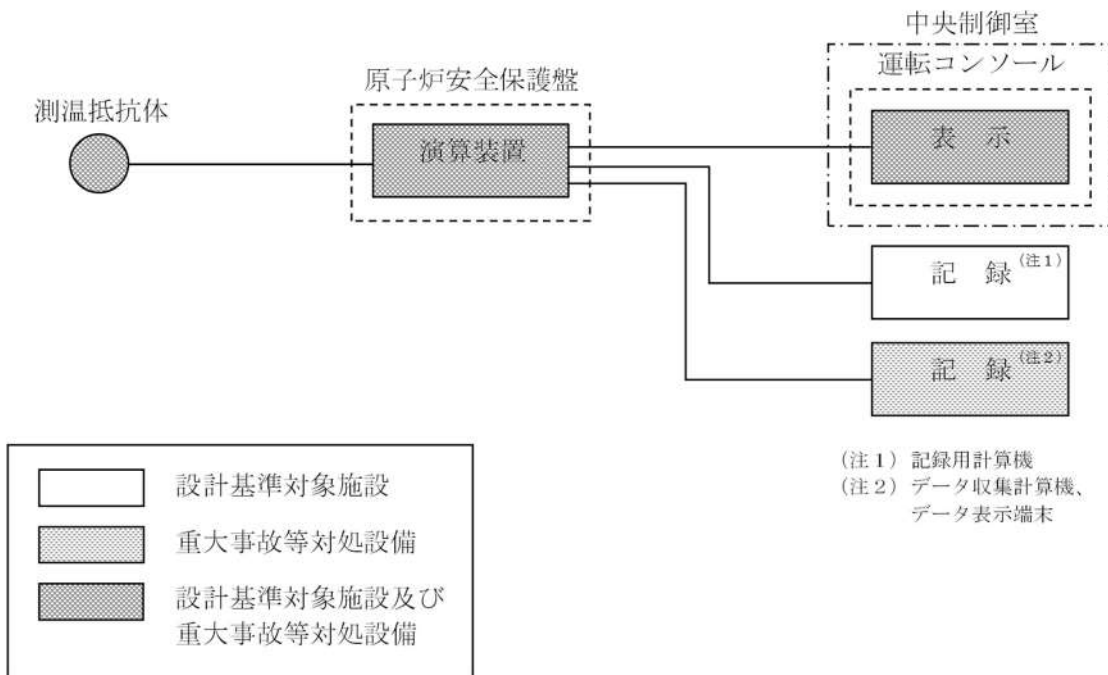 中央制御室
運転コンソール
原子炉安全保護盤
測温抵抗体
演算装置
表 示
記 録(注1)
記 録(注2)
(注1) 記録用計算機
(注2) データ収集計算機、
データ表示端末
設計基準対象施設
重大事故等対処設備
設計基準対象施設及び
重大事故等対処設備